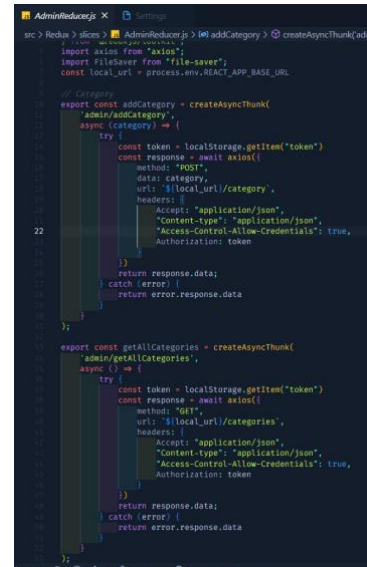 AdminReducer.js × Settings
src > Redux > slices > AdminReducer.js > addCategory > createAsyncThunk('ad
import axios from "axios";
import FileSaver from "file-saver";
const local_url = process.env.REACT_APP_BASE_URL
// Category
export const addCategory = createAsyncThunk(
'admin/addCategory',
async (category) ⇒ {
try {
const token = localStorage.getItem("token")
const response = await axios({
method: "POST",
data: category,
url: `${local_url}/category`,
headers: {
Accept: "application/json",
"Content-type": "application/json",
22 "Access-Control-Allow-Credentials": true,
Authorization: token
}
})
return response.data;
} catch (error) {
return error.response.data
}
}
);
export const getAllCategories = createAsyncThunk(
'admin/getAllCategories',
async () ⇒ {
try {
const token = localStorage.getItem("token")
const response = await axios({
method: "GET",
url: `${local_url}/categories`,
headers: {
Accept: "application/json",
"Content-type": "application/json",
"Access-Control-Allow-Credentials": true,
Authorization: token
}
})
return response.data;
} catch (error) {
return error.response.data
}
}
);